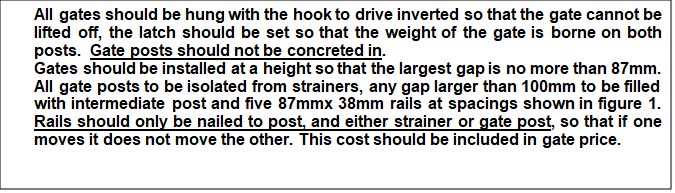 All gates should be hung with the hook to drive inverted so that the gate cannot be
lifted off, the latch should be set so that the weight of the gate is borne on both
posts. Gate posts should not be concreted in.
Gates should be installed at a height so that the largest gap is no more than 87mm.
All gate posts to be isolated from strainers, any gap larger than 100mm to be filled
with intermediate post and five 87mmx 38mm rails at spacings shown in figure 1.
Rails should only be nailed to post, and either strainer or gate post, so that if one
moves it does not move the other. This cost should be included in gate price.